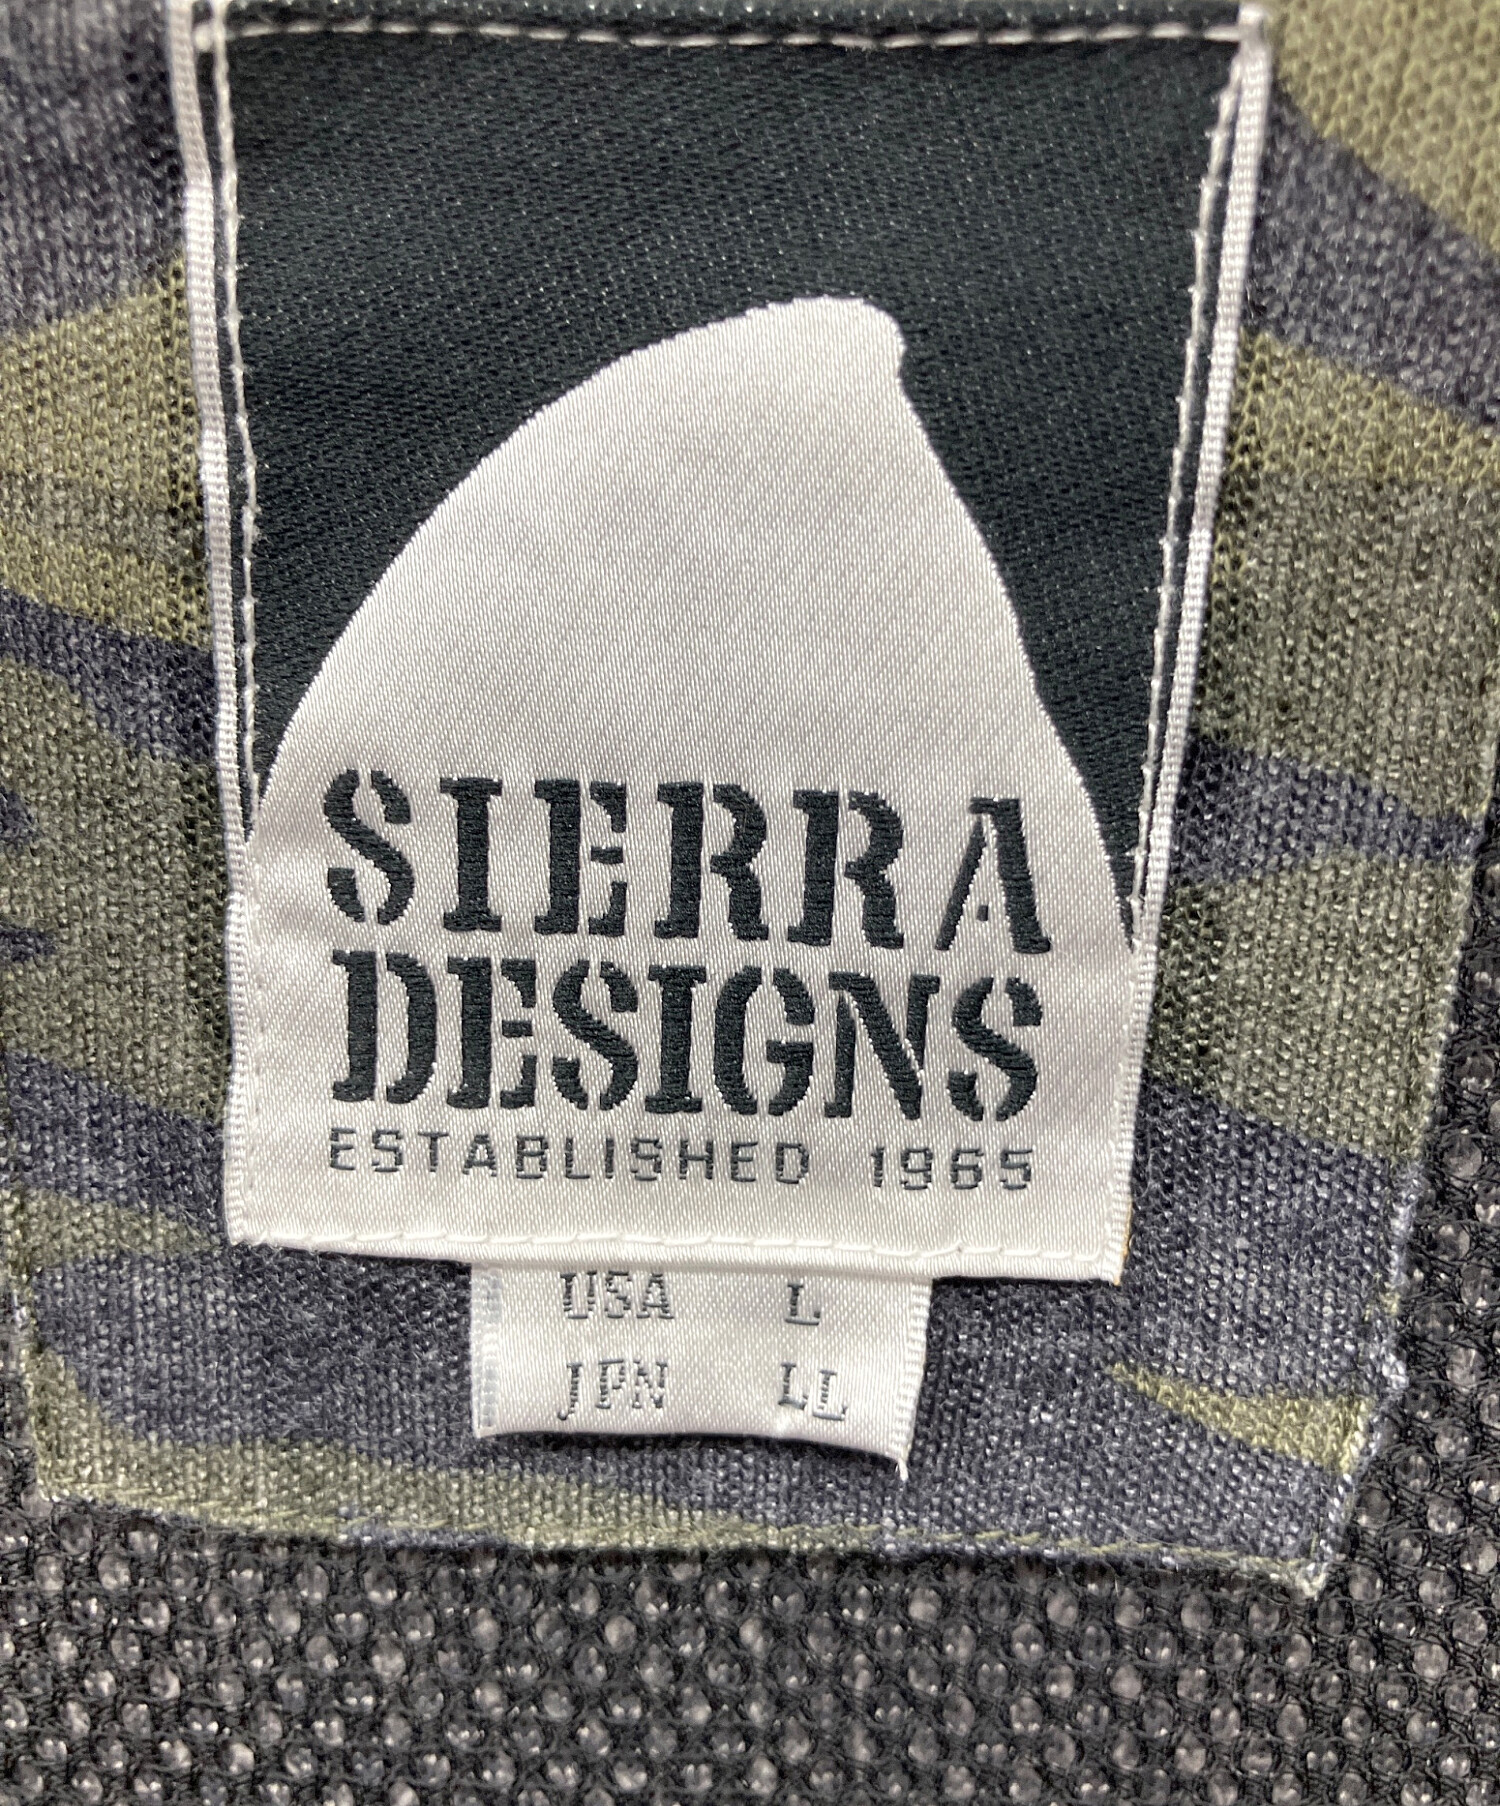 SIERRA
DESIGNS
ESTABLISHED 1965
USA L
JPN LL